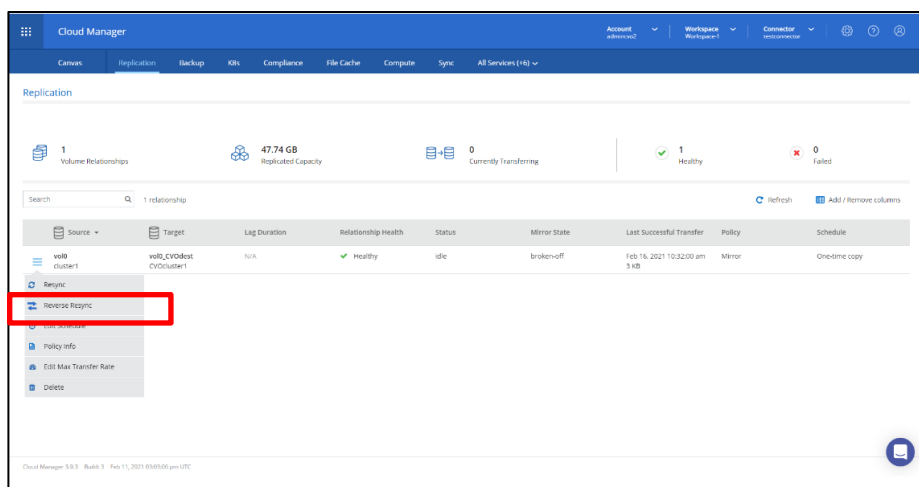 Cloud Manager
Account
admincvo2
Workspace
Workspace-1
Connector
testconnector
Canvas Replication Backup K8s Compliance File Cache Compute Sync All Services (+6)
Replication
1
Volume Relationships
47.74 GB
Replicated Capacity
0
Currently Transferring
1
Healthy
0
Failed
Search
1 relationship
Refresh
Add / Remove columns
Source Target Lag Duration Relationship Health Status Mirror State Last Successful Transfer Policy Schedule
vol0 vol0_CVOdest N/A Healthy idle broken-off Feb 16, 2021 10:32:00 am Mirror One-time copy
cluster1 CVOcluster1 3 KB
Resync
Reverse Resync
Edit Schedule
Policy Info
Edit Max Transfer Rate
Delete
Cloud Manager 3.9.3 Build: 3 Feb 11, 2021 03:03:00 pm UTC